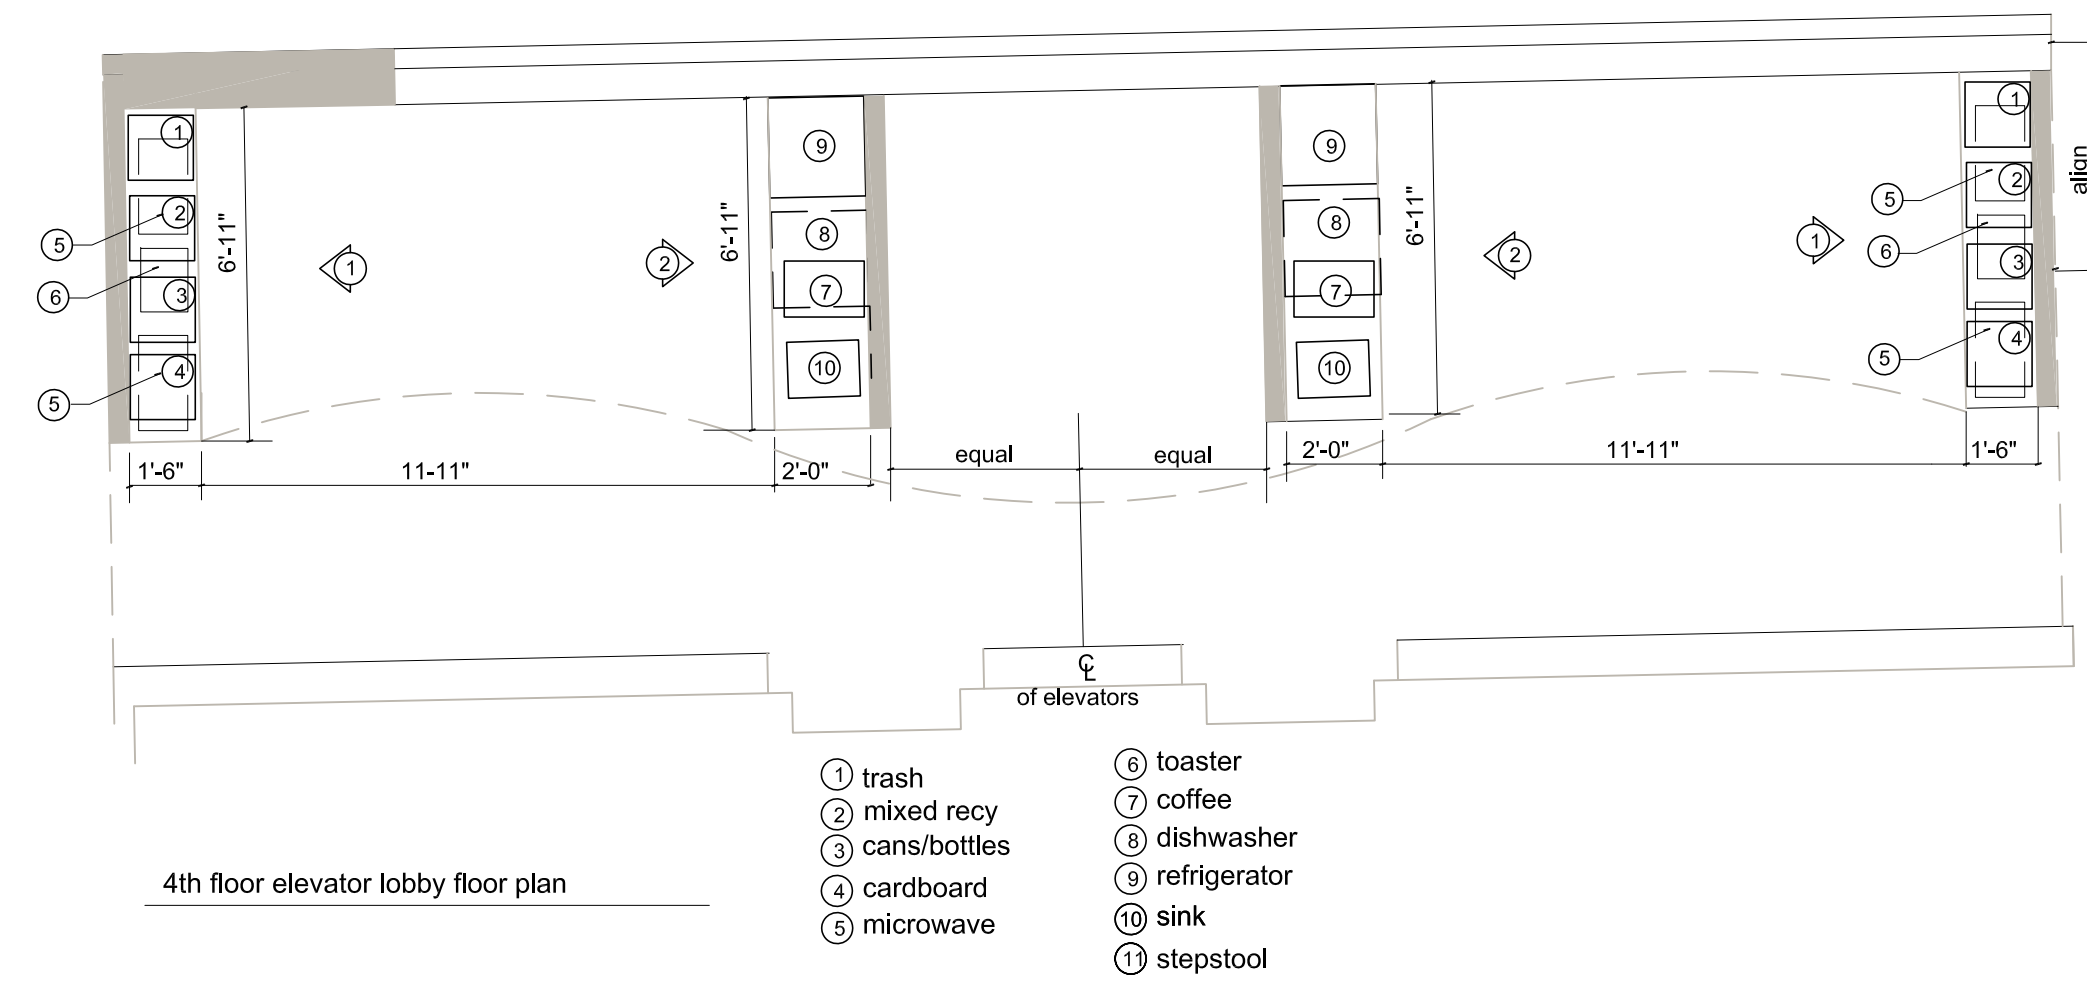 1
9
9
1
2
8
8
2
5
5
6'-11"
6'-11"
6'-11"
align
1
2
2
1
6
6
3
7
7
3
4
10
10
4
5
5
1'-6"
11-11"
2'-0"
equal
equal
2'-0"
11'-11"
1'-6"
℄
of elevators
1 trash
2 mixed recy
3 cans/bottles
4 cardboard
5 microwave
6 toaster
7 coffee
8 dishwasher
9 refrigerator
10 sink
11 stepstool
4th floor elevator lobby floor plan